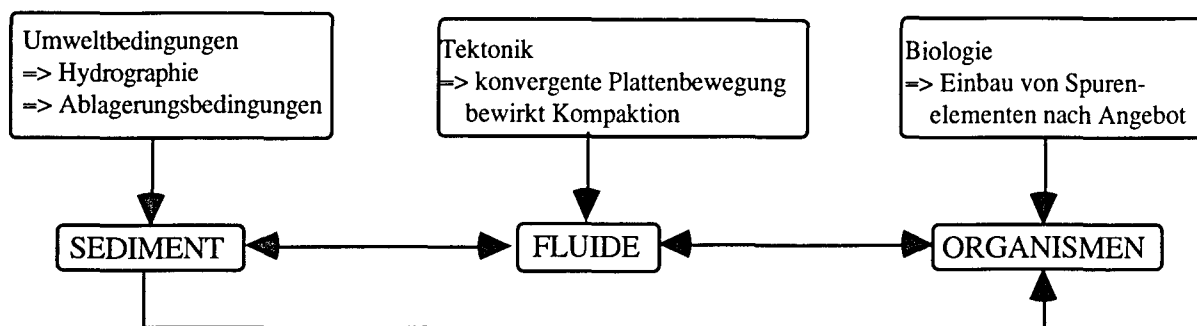 Umweltbedingungen
=> Hydrographie
=> Ablagerungsbedingungen
Tektonik
=> konvergente Plattenbewegung
bewirkt Kompaktion
Biologie
=> Einbau von Spuren-
elementen nach Angebot
SEDIMENT
FLUIDE
ORGANISMEN